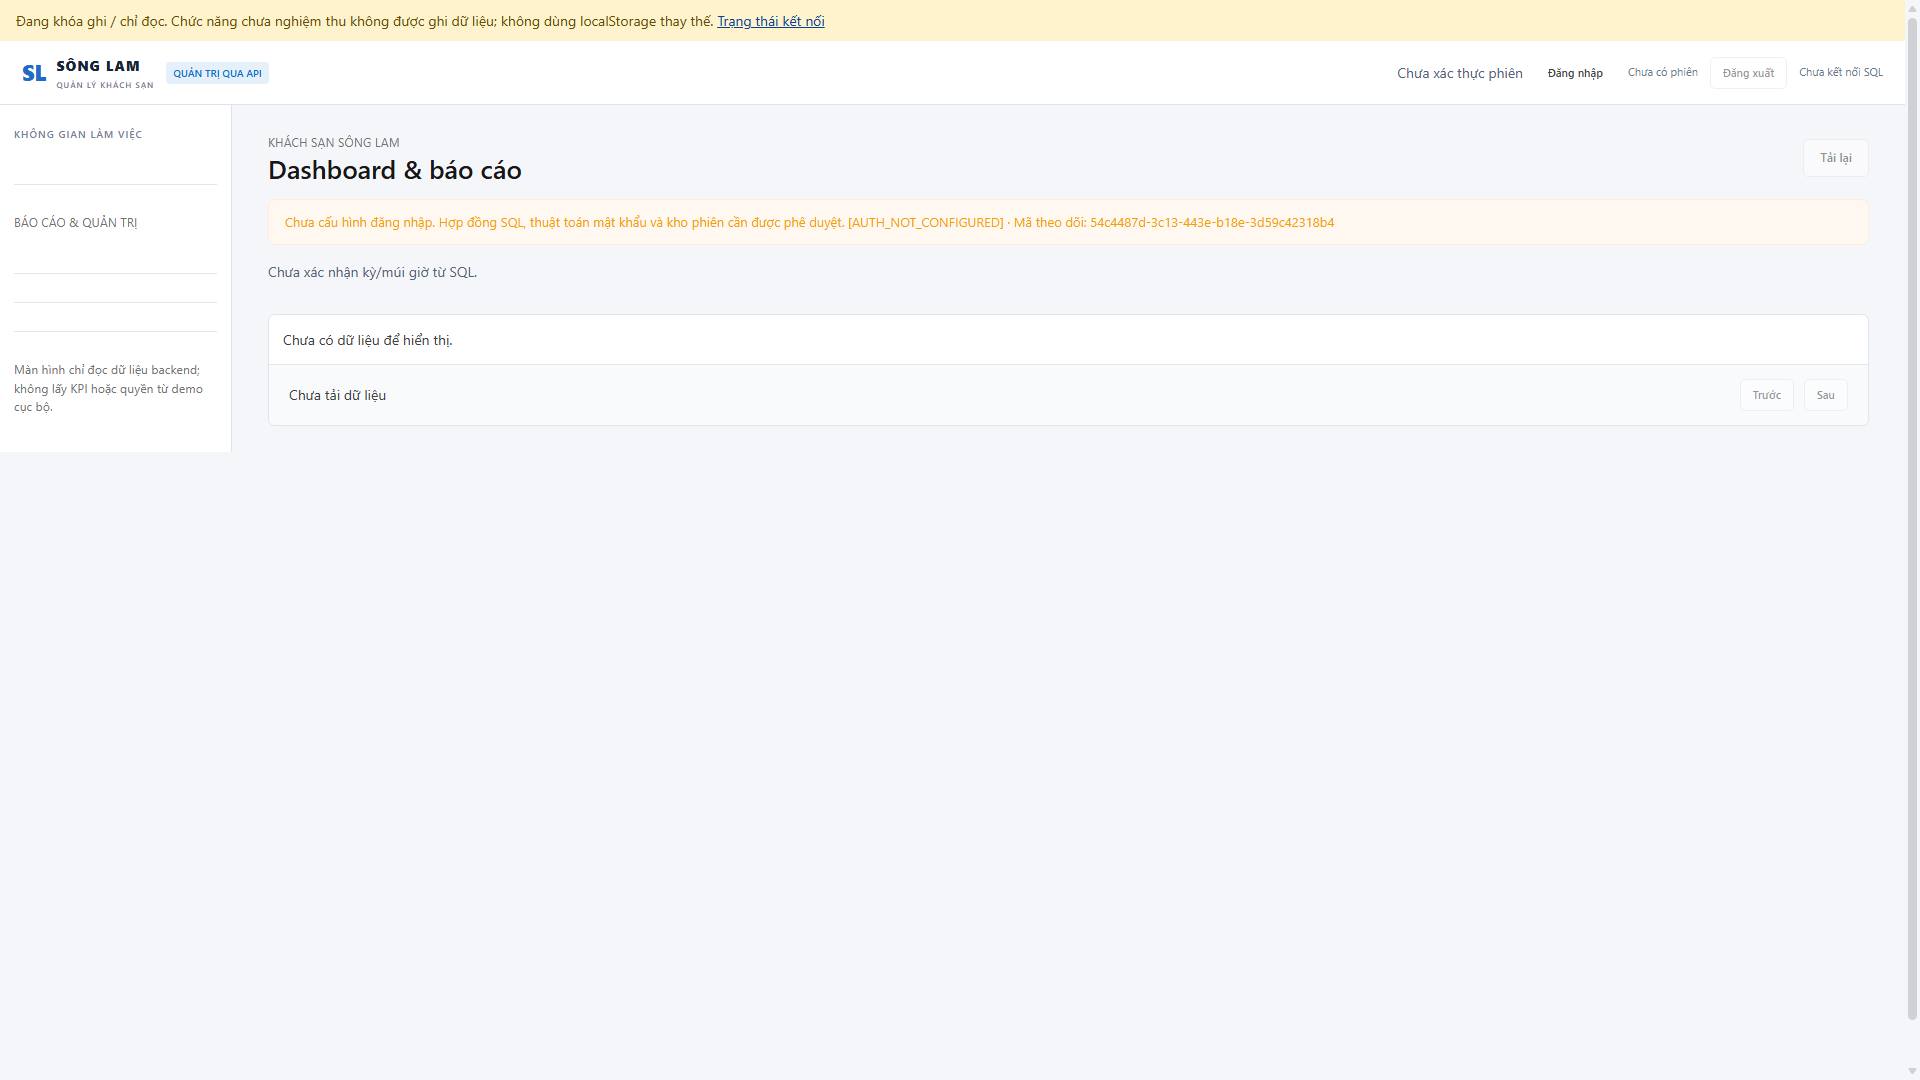 Đang khóa ghi / chỉ đọc. Chức năng chưa nghiệm thu không được ghi dữ liệu; không dùng localStorage thay thế. Trạng thái kết nối
SL
SÔNG LAM
QUẢN LÝ KHÁCH SẠN
QUẢN TRỊ QUA API
Chưa xác thực phiên
Đăng nhập
Chưa có phiên
Đăng xuất
Chưa kết nối SQL
KHÔNG GIAN LÀM VIỆC
BÁO CÁO & QUẢN TRỊ
Màn hình chỉ đọc dữ liệu backend;
không lấy KPI hoặc quyền từ demo
cục bộ.
KHÁCH SẠN SÔNG LAM
Dashboard & báo cáo
Tải lại
Chưa cấu hình đăng nhập. Hợp đồng SQL, thuật toán mật khẩu và kho phiên cần được phê duyệt. [AUTH_NOT_CONFIGURED] · Mã theo dõi: 54c4487d-3c13-443e-b18e-3d59c42318b4
Chưa xác nhận kỳ/múi giờ từ SQL.
Chưa có dữ liệu để hiển thị.
Chưa tải dữ liệu
Trước
Sau